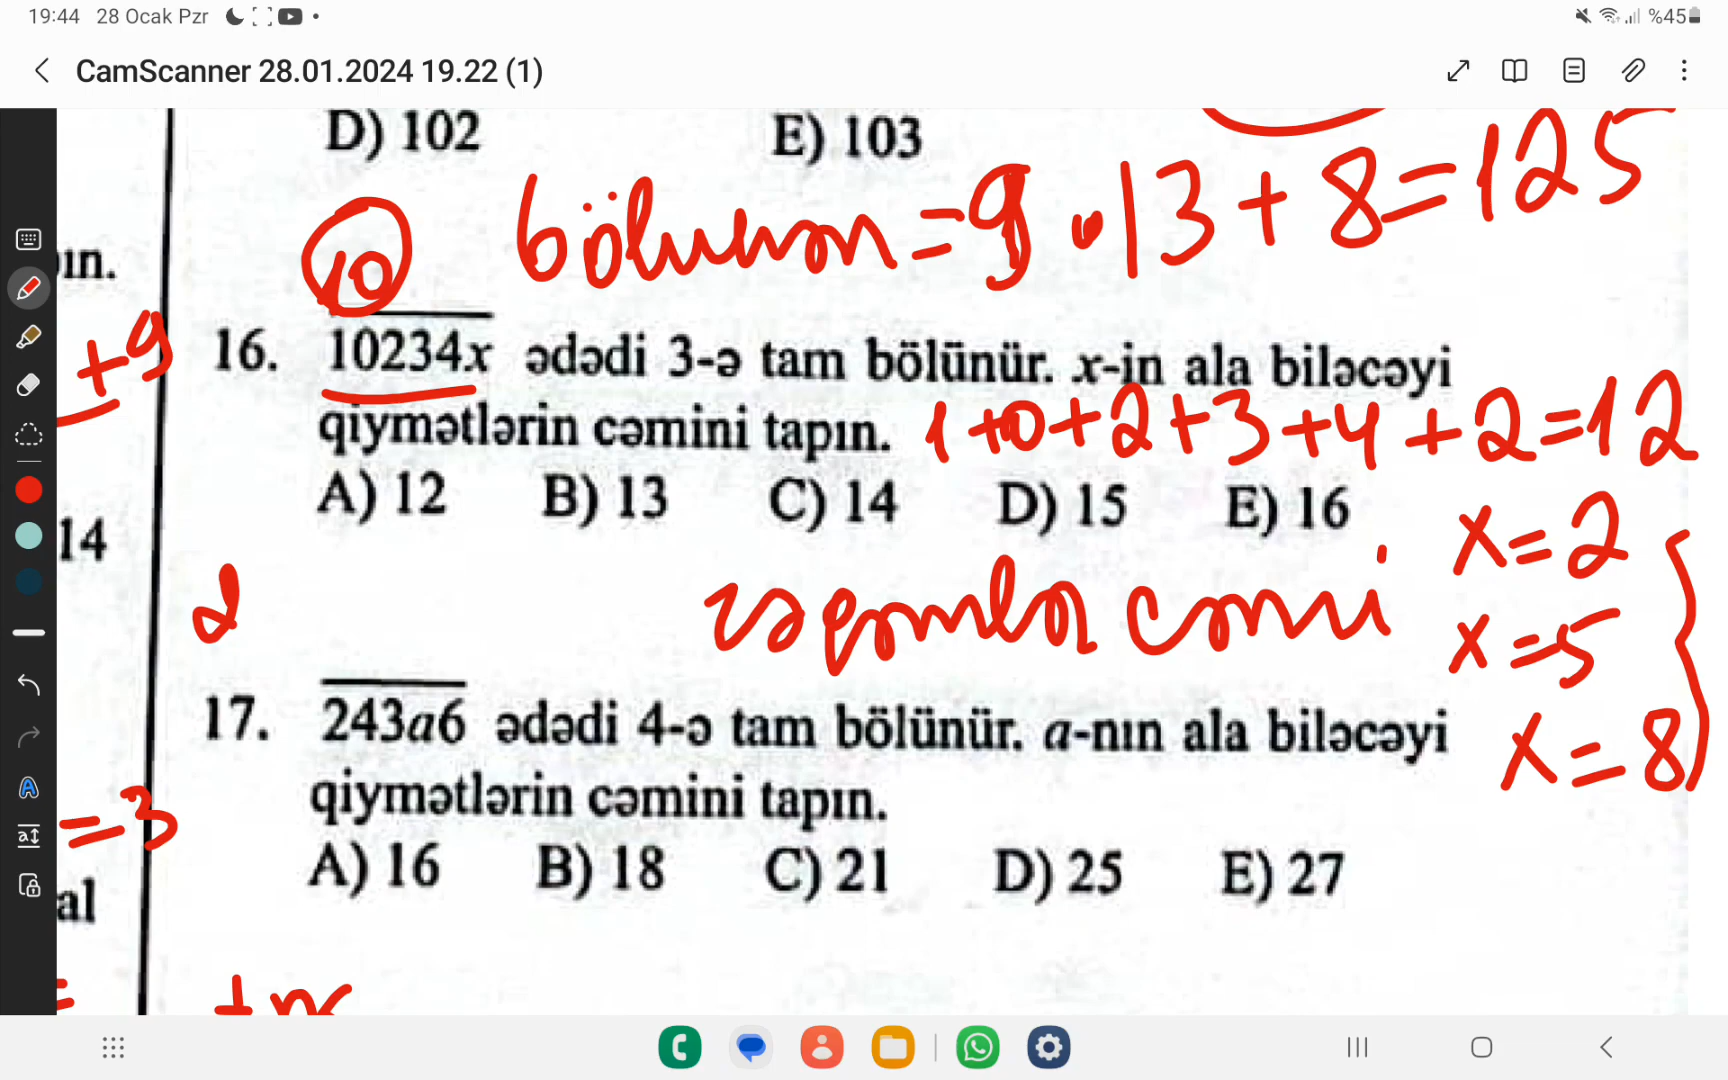 19:44 28 Ocak Pzr %45
CamScanner 28.01.2024 19.22 (1)
D) 102 E) 103
bölunən = 9 · 13 + 8 = 125
10
ın.
+9
16. 10234x ədədi 3-ə tam bölünür. x-in ala biləcəyi
qiymətlərin cəmini tapın. 1+0+2+3+4+2=12
A) 12 B) 13 C) 14 D) 15 E) 16
x=2
14
rəqəmlər cəmi
x=5
17. 243a6 ədədi 4-ə tam bölünür. a-nın ala biləcəyi
x=8
qiymətlərin cəmini tapın.
=3
A) 16 B) 18 C) 21 D) 25 E) 27
al